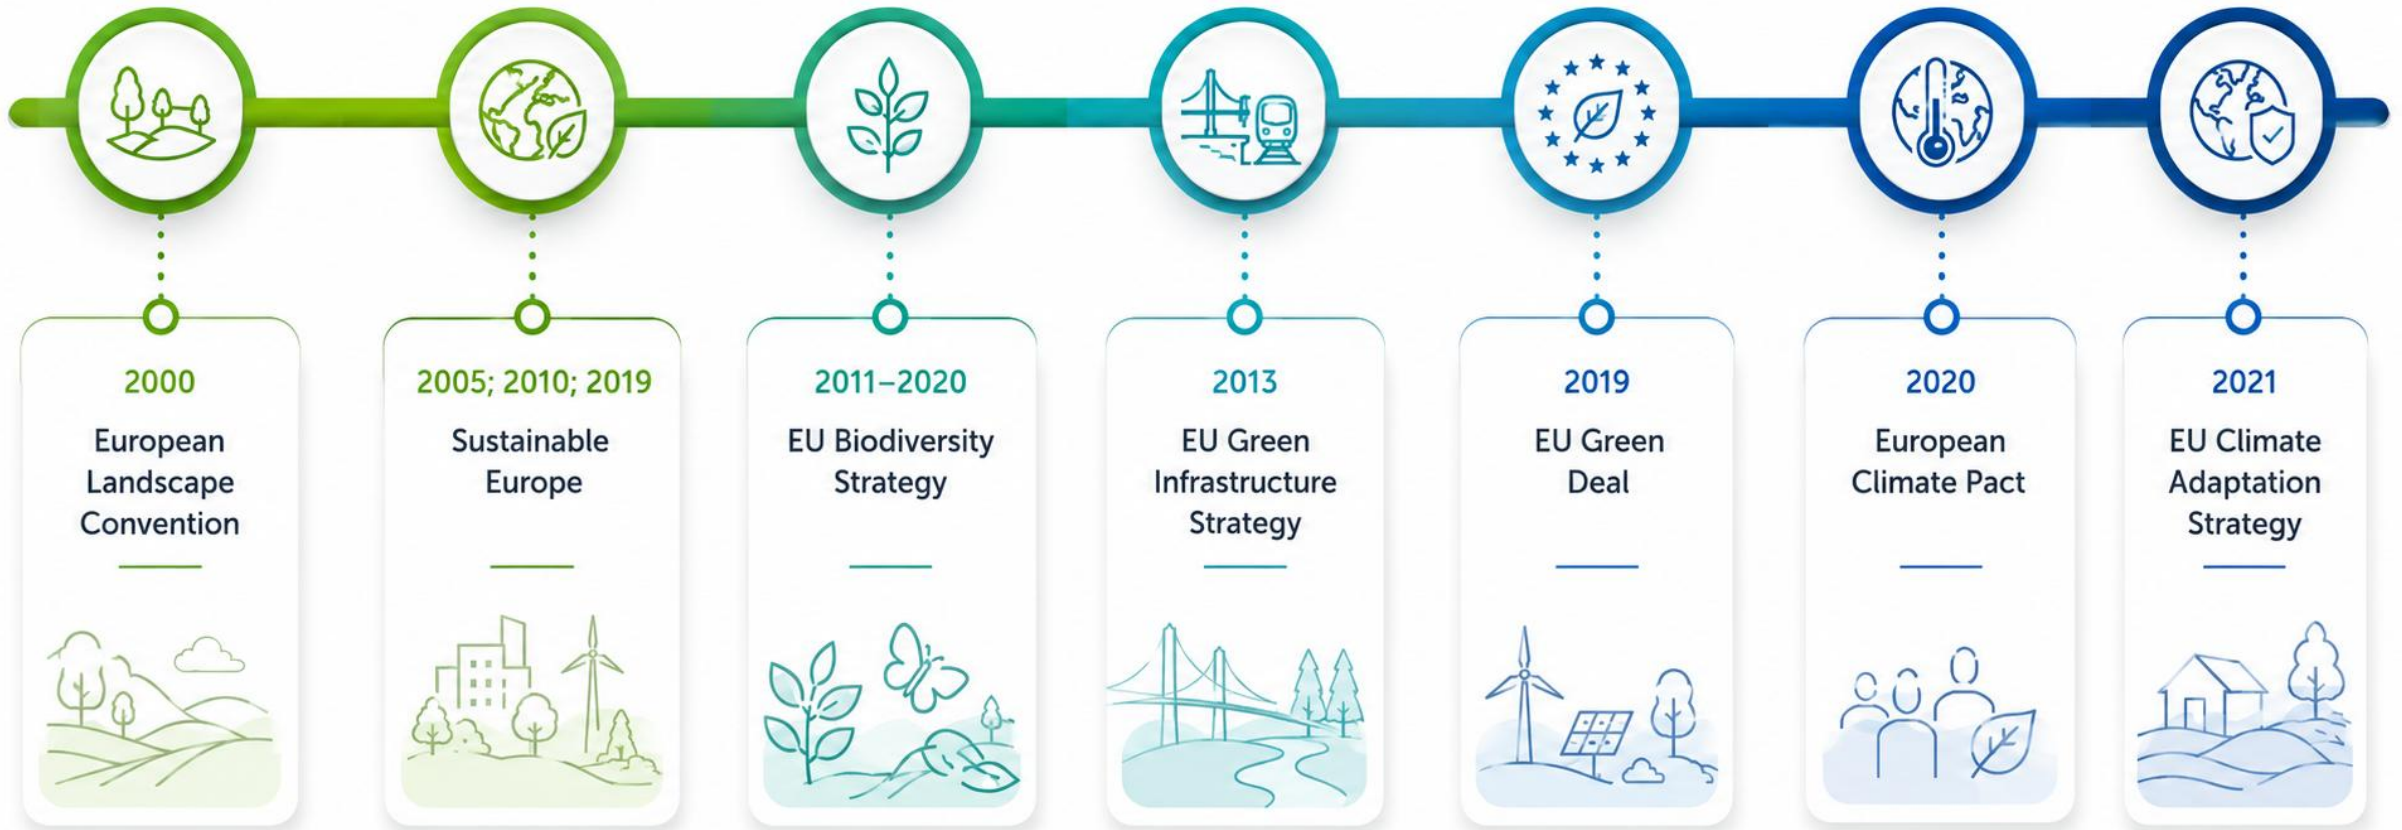 2000
European
Landscape
Convention
2005; 2010; 2019
Sustainable
Europe
2011–2020
EU Biodiversity
Strategy
2013
EU Green
Infrastructure
Strategy
2019
EU Green
Deal
2020
European
Climate Pact
2021
EU Climate
Adaptation
Strategy